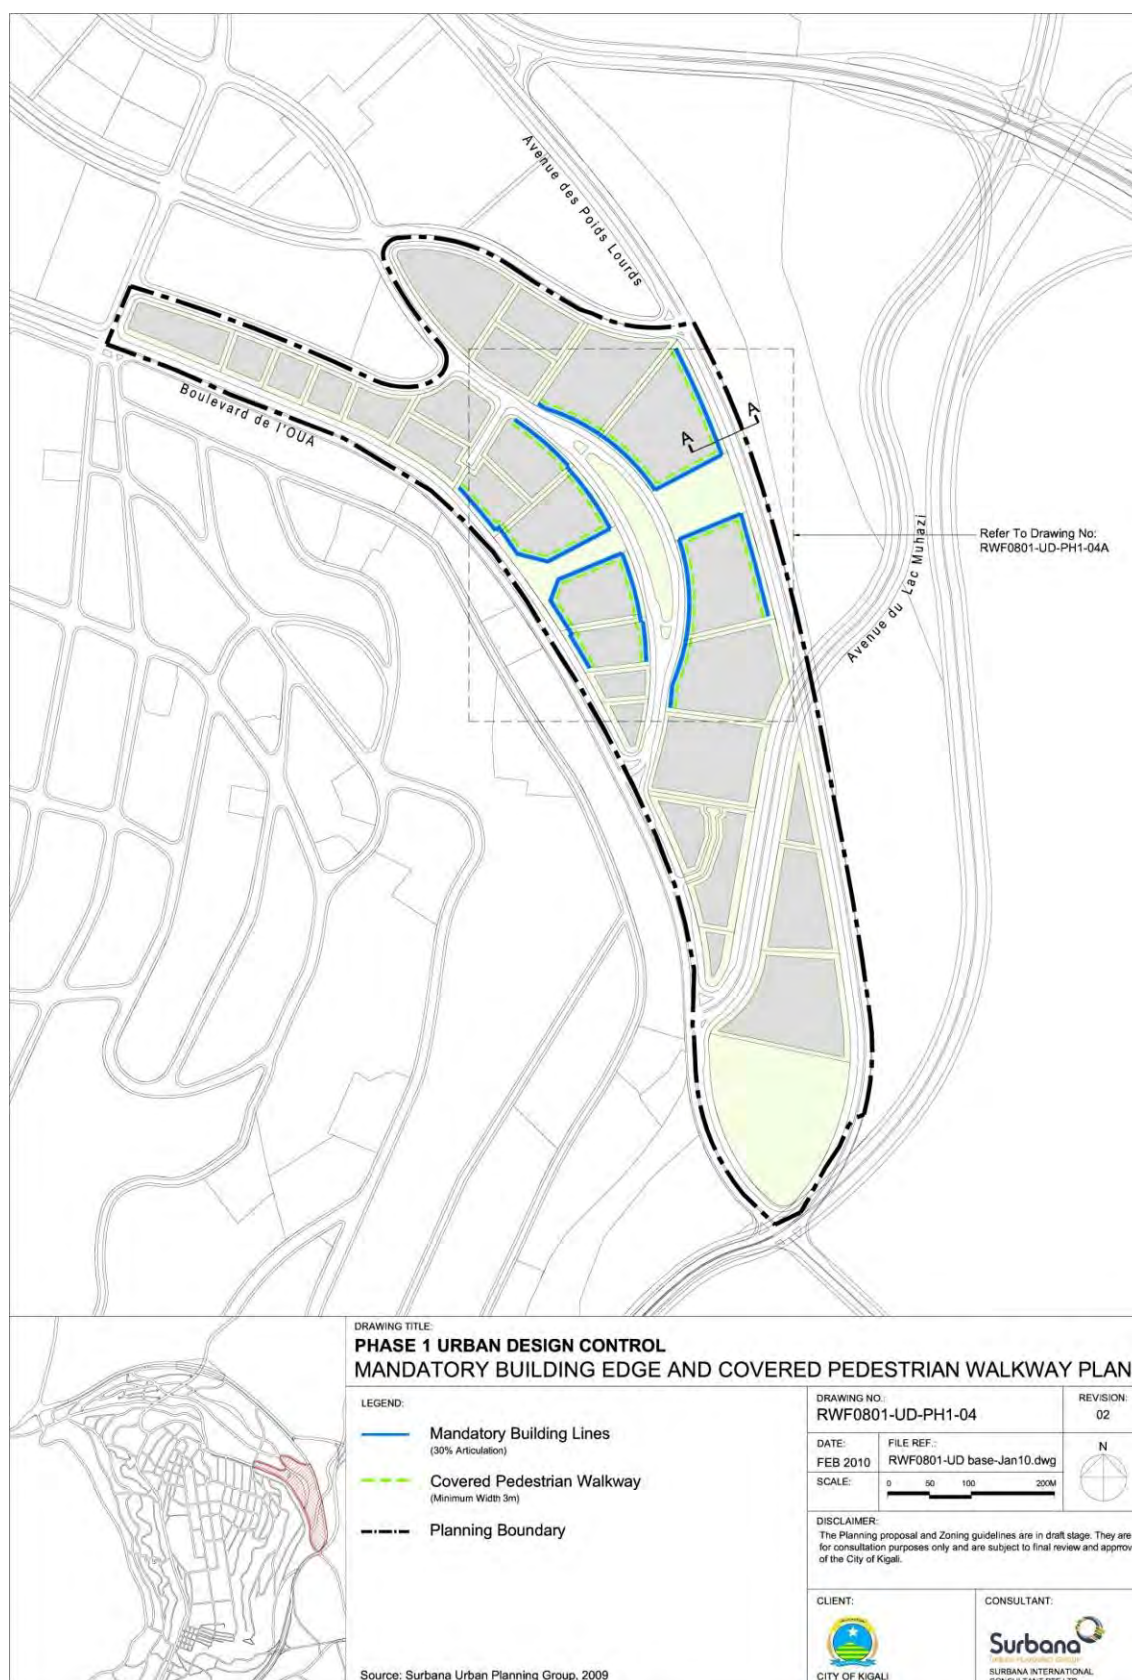 Avenue des Poids Lourds
A
A
Boulevard de l'OUA
Refer To Drawing No:
RWF0801-UD-PH1-04A
Avenue du Lac Muhazi
DRAWING TITLE:
PHASE 1 URBAN DESIGN CONTROL
MANDATORY BUILDING EDGE AND COVERED PEDESTRIAN WALKWAY PLAN
LEGEND:
Mandatory Building Lines
(30% Articulation)
Covered Pedestrian Walkway
(Minimum Width 3m)
Planning Boundary
Source: Surbana Urban Planning Group, 2009
DRAWING NO.:
RWF0801-UD-PH1-04
REVISION:
02
DATE:
FEB 2010
FILE REF.:
RWF0801-UD base-Jan10.dwg
N
SCALE:
0 50 100 200M
DISCLAIMER:
The Planning proposal and Zoning guidelines are in draft stage. They are
for consultation purposes only and are subject to final review and approv
of the City of Kigali.
CLIENT:
CITY OF KIGALI
CONSULTANT:
Surbana
URBAN PLANNING GROUP
SURBANA INTERNATIONAL